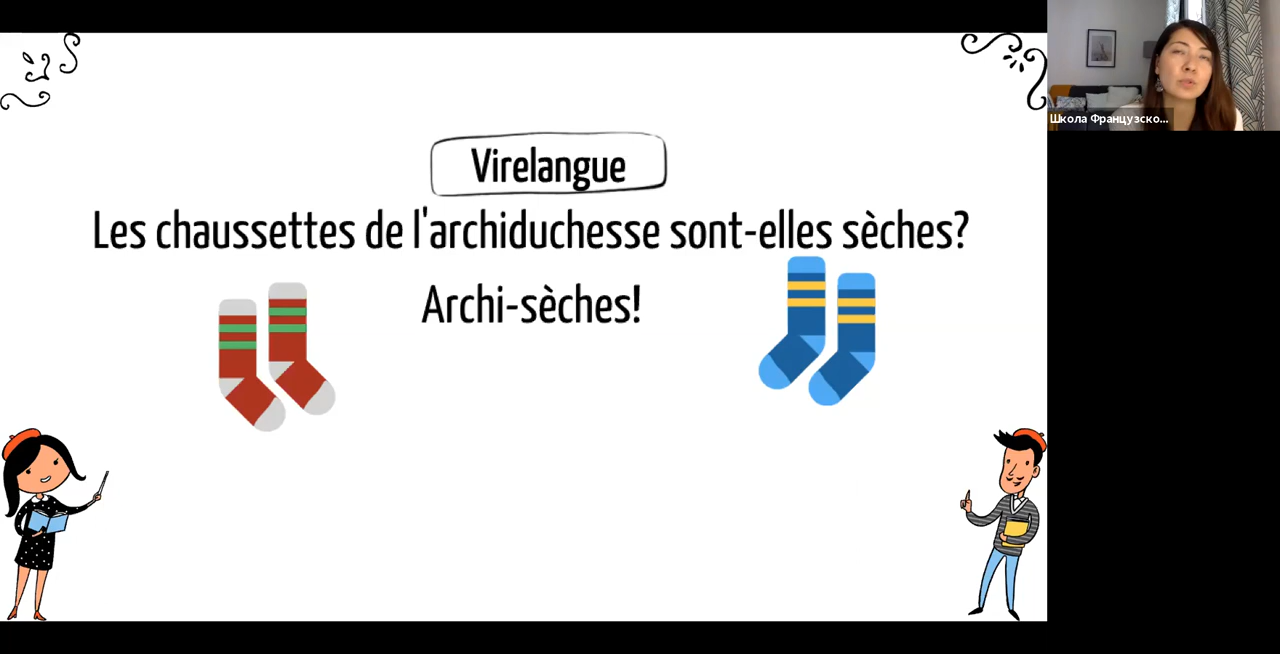 Virelangue
Les chaussettes de l'archiduchesse sont-elles sèches?
Archi-sèches!
Школа Французско...